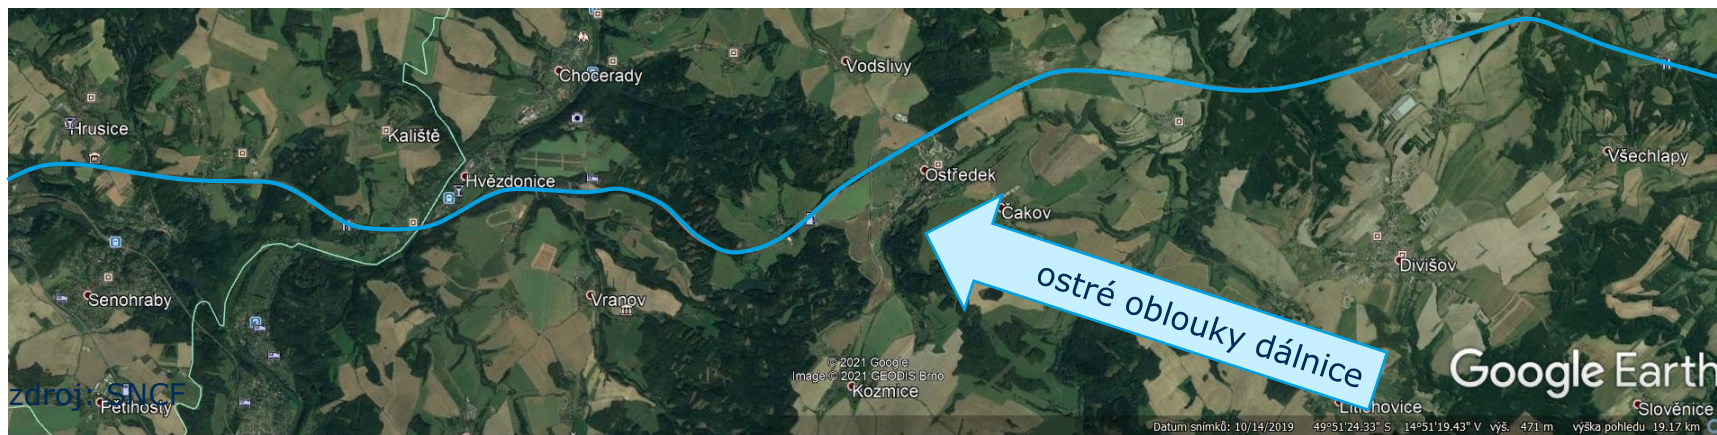 Chocerady
Vodslivy
Hrusice
Kaliště
Všechlapy
Hvězdonice
Ostředek
Čakov
Divišov
ostré oblouky dálnice
Senohraby
Vranov
© 2021 Google
Image © 2021 GEODIS Brno
Google Earth
zdroj: SNCF
Pětihosty
Kozmice
Litichovice
Slověnice
Datum snímků: 10/14/2019 49°51'24.33" S 14°51'19.43" V výš. 471 m výška pohledu 19.17 km